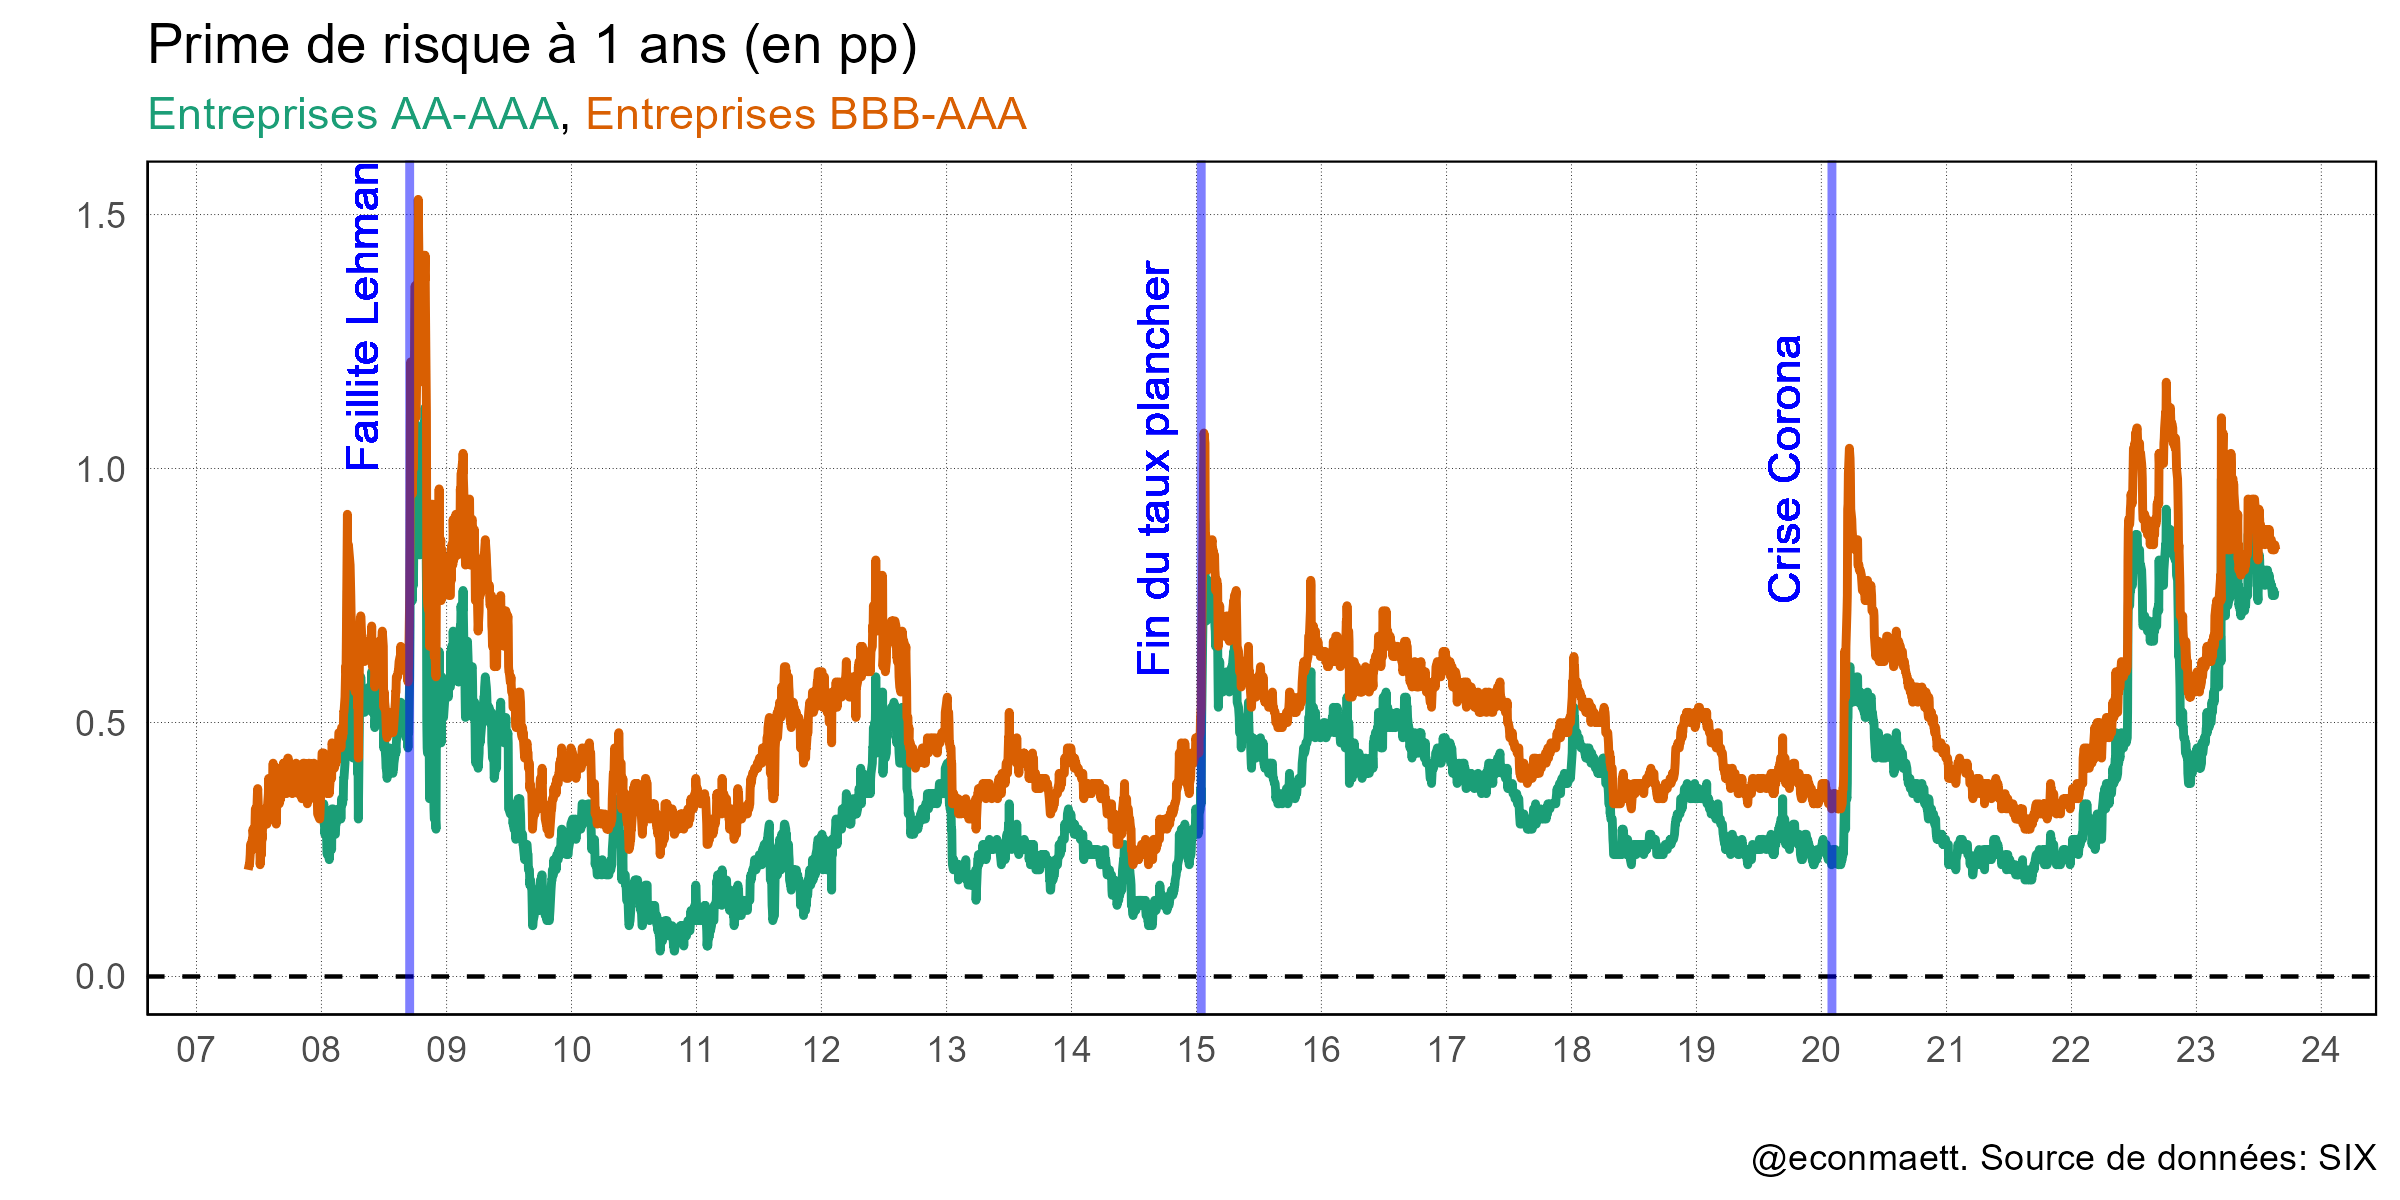 Prime de risque à 1 ans (en pp)
Entreprises AA-AAA, Entreprises BBB-AAA
1.5
1.0
0.5
0.0
Faillite Lehman
Fin du taux plancher
Crise Corona
07 08 09 10 11 12 13 14 15 16 17 18 19 20 21 22 23 24
@econmaett. Source de données: SIX